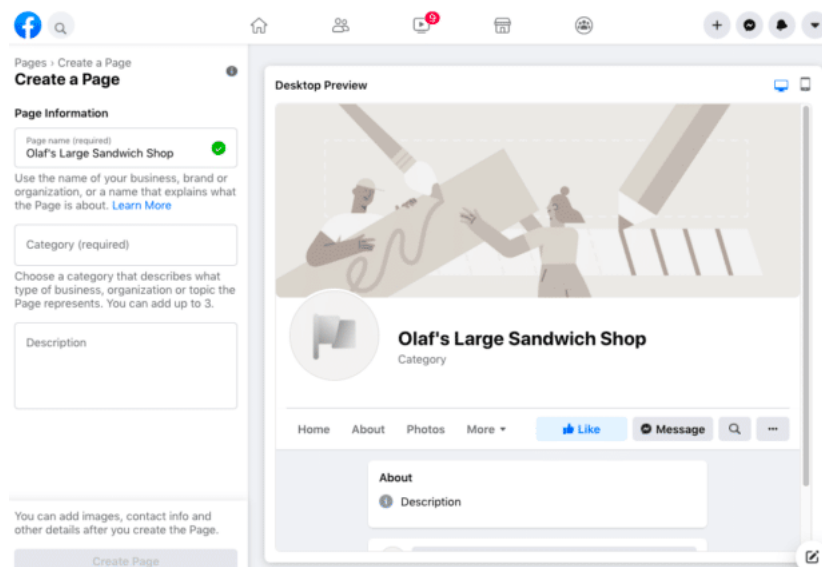 9
Pages › Create a Page
Create a Page
Page Information
Page name (required)
Olaf's Large Sandwich Shop
Use the name of your business, brand or
organization, or a name that explains what
the Page is about. Learn More
Category (required)
Choose a category that describes what
type of business, organization or topic the
Page represents. You can add up to 3.
Description
You can add images, contact info and
other details after you create the Page.
Create Page
Desktop Preview
Olaf's Large Sandwich Shop
Category
Home About Photos More Like Message
About
Description